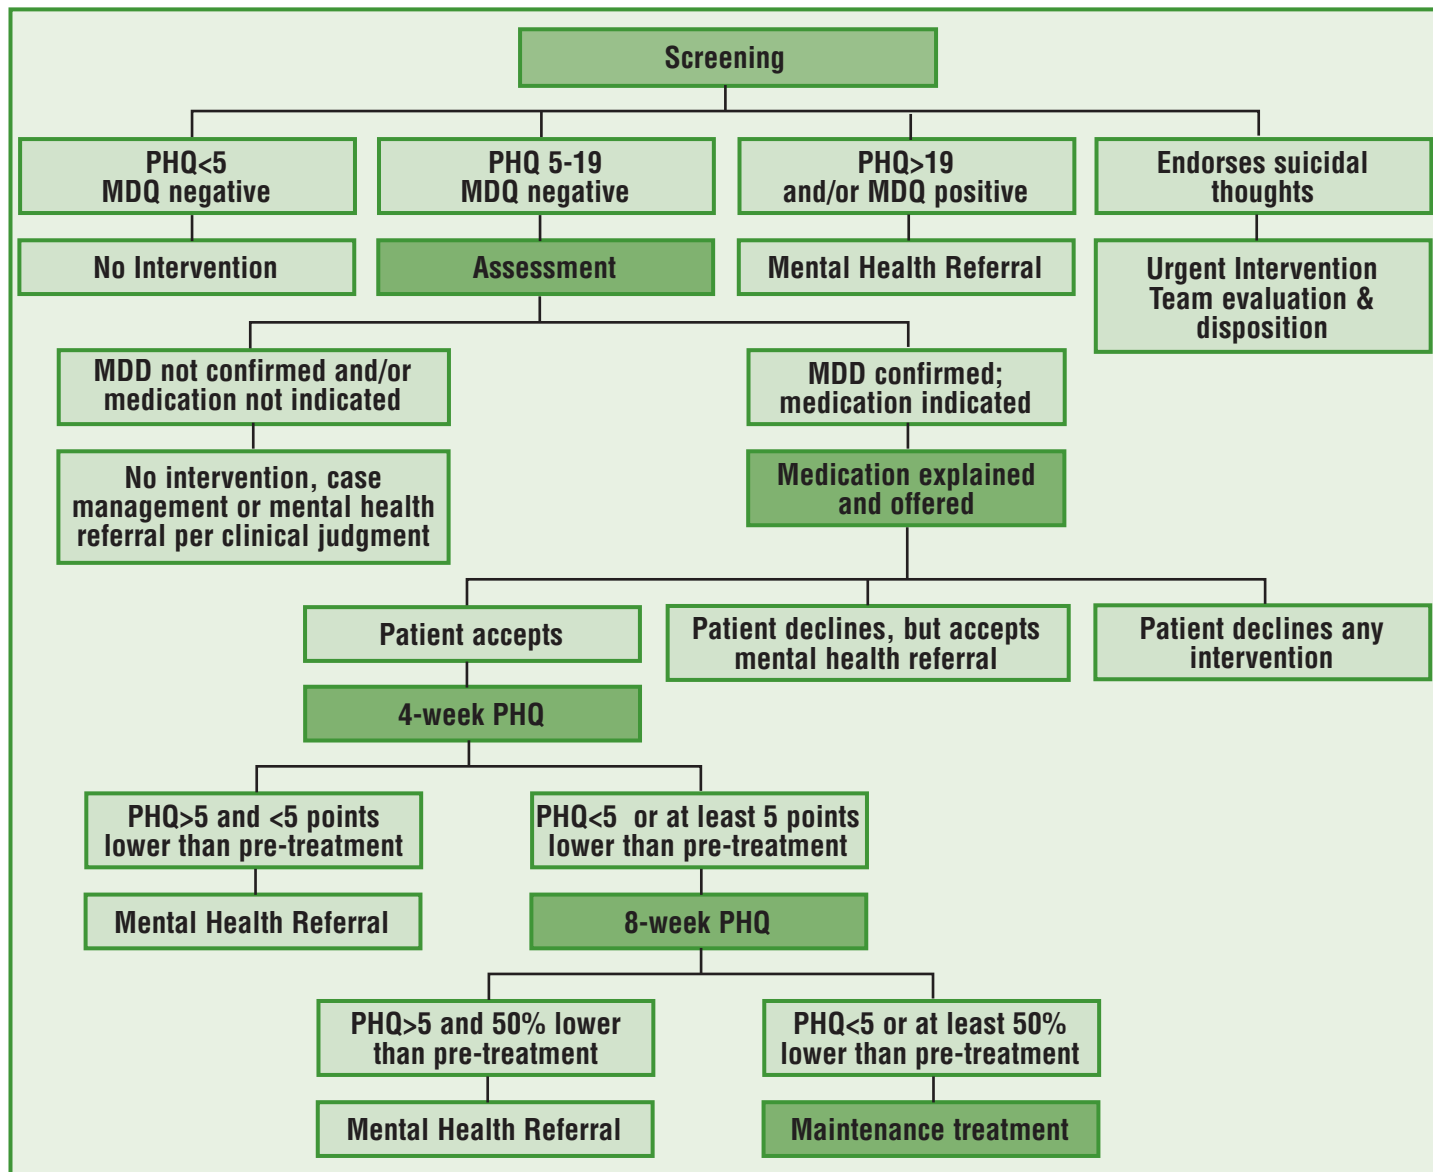 Screening
PHQ<5
MDQ negative
PHQ 5-19
MDQ negative
PHQ>19
and/or MDQ positive
Endorses suicidal
thoughts
No Intervention
Assessment
Mental Health Referral
Urgent Intervention
Team evaluation &
disposition
MDD not confirmed and/or
medication not indicated
MDD confirmed;
medication indicated
No intervention, case
management or mental health
referral per clinical judgment
Medication explained
and offered
Patient accepts
Patient declines, but accepts
mental health referral
Patient declines any
intervention
4-week PHQ
PHQ>5 and <5 points
lower than pre-treatment
PHQ<5 or at least 5 points
lower than pre-treatment
Mental Health Referral
8-week PHQ
PHQ>5 and 50% lower
than pre-treatment
PHQ<5 or at least 50%
lower than pre-treatment
Mental Health Referral
Maintenance treatment